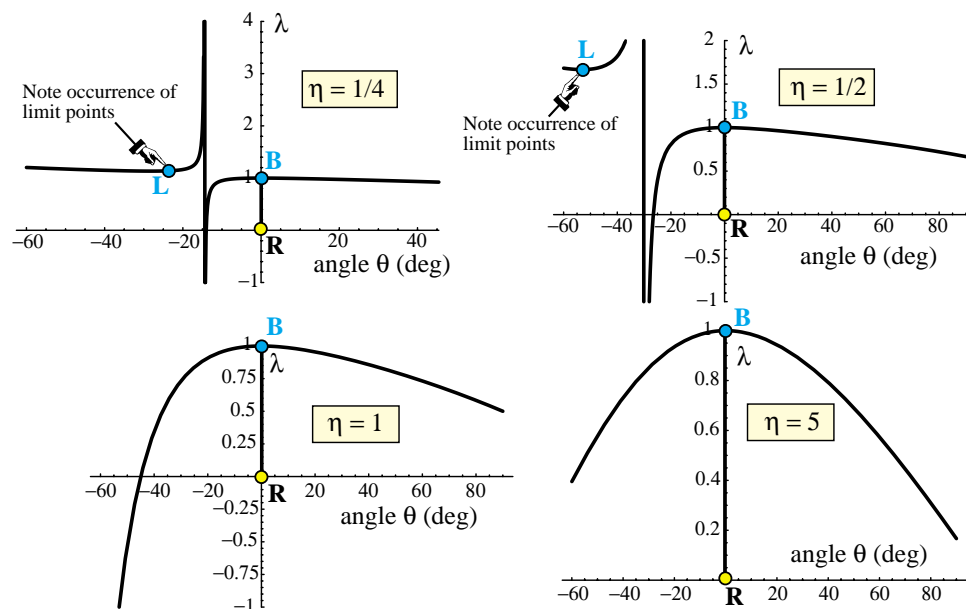 4
λ
3
η = 1/4
Note occurrence of
limit points
2
L
B
1
−60
−40
−20
0
R
20
40
angle θ (deg)
−1
2
λ
L
1.5
η = 1/2
Note occurrence of
limit points
B
1
0.5
−60
−40
−20
0
R
20
40
60
80
−0.5
angle θ (deg)
−1
B
1
λ
0.75
0.5
η = 1
0.25
−60
−40
−20
R
20
40
60
80
−0.25
angle θ (deg)
−0.5
−0.75
−1
1
B
λ
0.8
0.6
η = 5
0.4
0.2
angle θ (deg)
−60
−40
−20
R
20
40
60
80